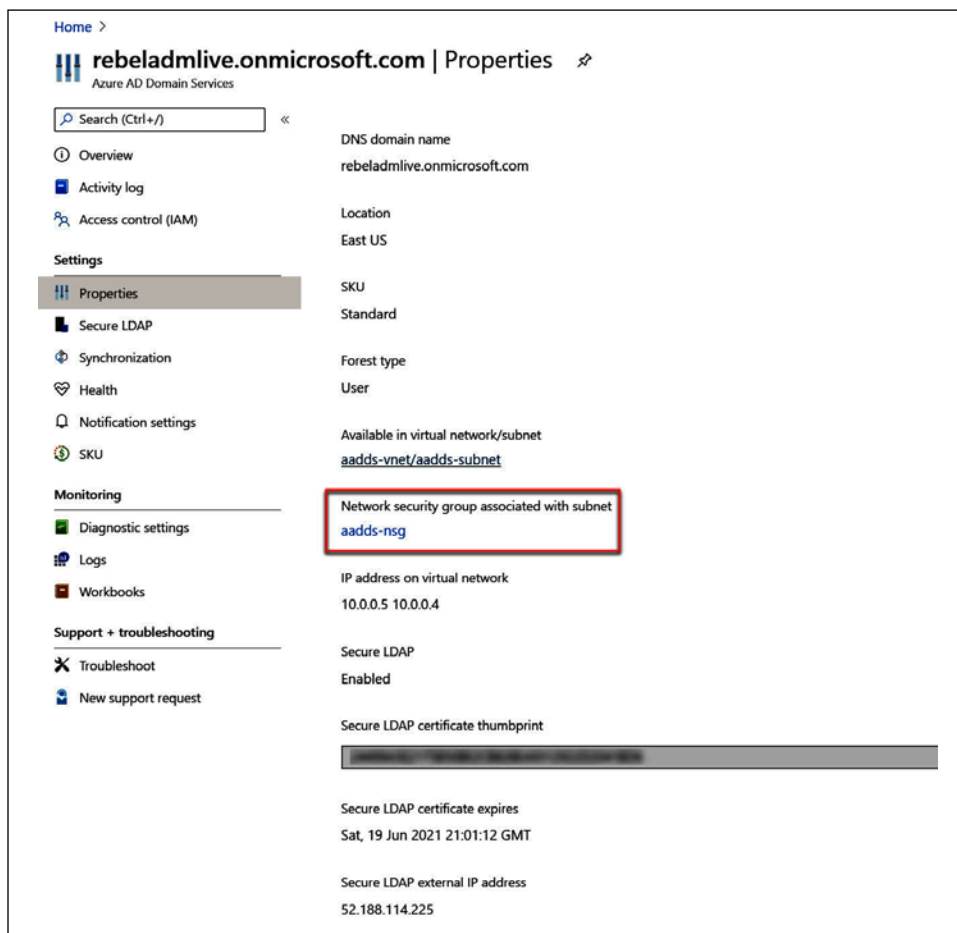 Home >
rebeladmlive.onmicrosoft.com | Properties
Azure AD Domain Services
Search (Ctrl+/)
«
Overview
Activity log
Access control (IAM)
Settings
Properties
Secure LDAP
Synchronization
Health
Notification settings
SKU
Monitoring
Diagnostic settings
Logs
Workbooks
Support + troubleshooting
Troubleshoot
New support request
DNS domain name
rebeladmlive.onmicrosoft.com
Location
East US
SKU
Standard
Forest type
User
Available in virtual network/subnet
aadds-vnet/aadds-subnet
Network security group associated with subnet
aadds-nsg
IP address on virtual network
10.0.0.5 10.0.0.4
Secure LDAP
Enabled
Secure LDAP certificate thumbprint
Secure LDAP certificate expires
Sat, 19 Jun 2021 21:01:12 GMT
Secure LDAP external IP address
52.188.114.225